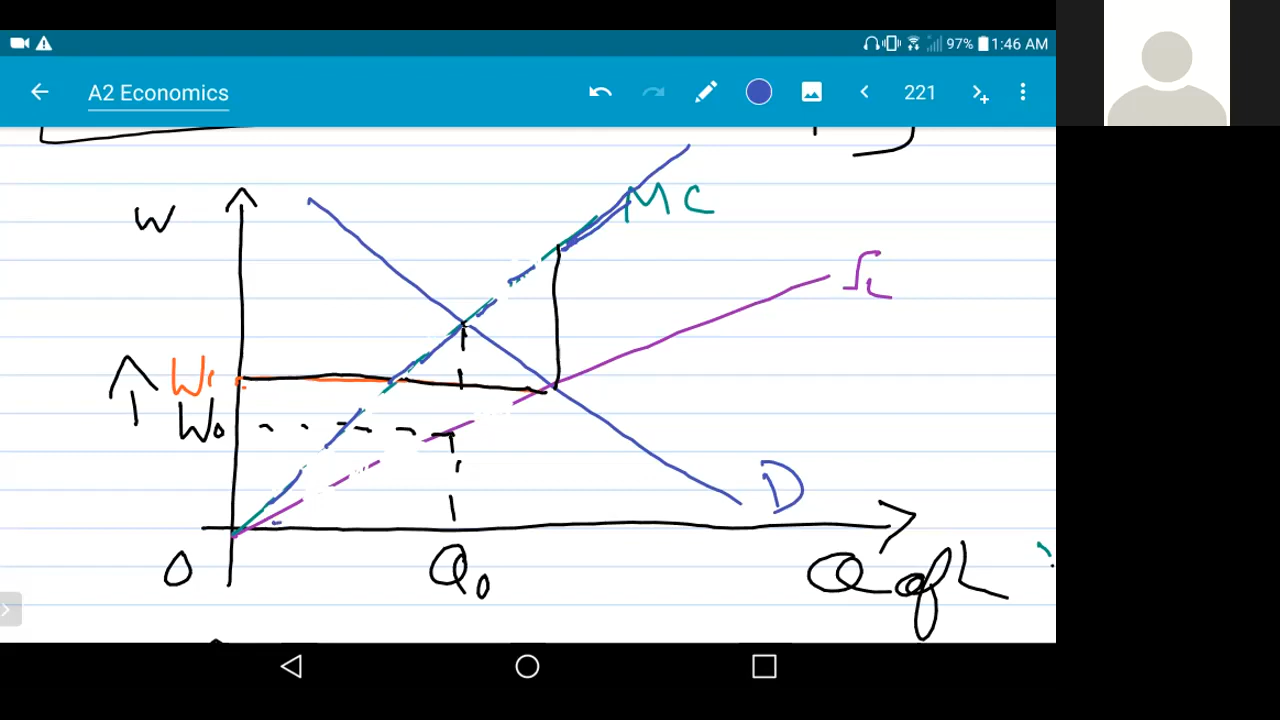 97% 1:46 AM
A2 Economics
221
W
MC
SL
W1
W0
D
O
Q0
Q of L